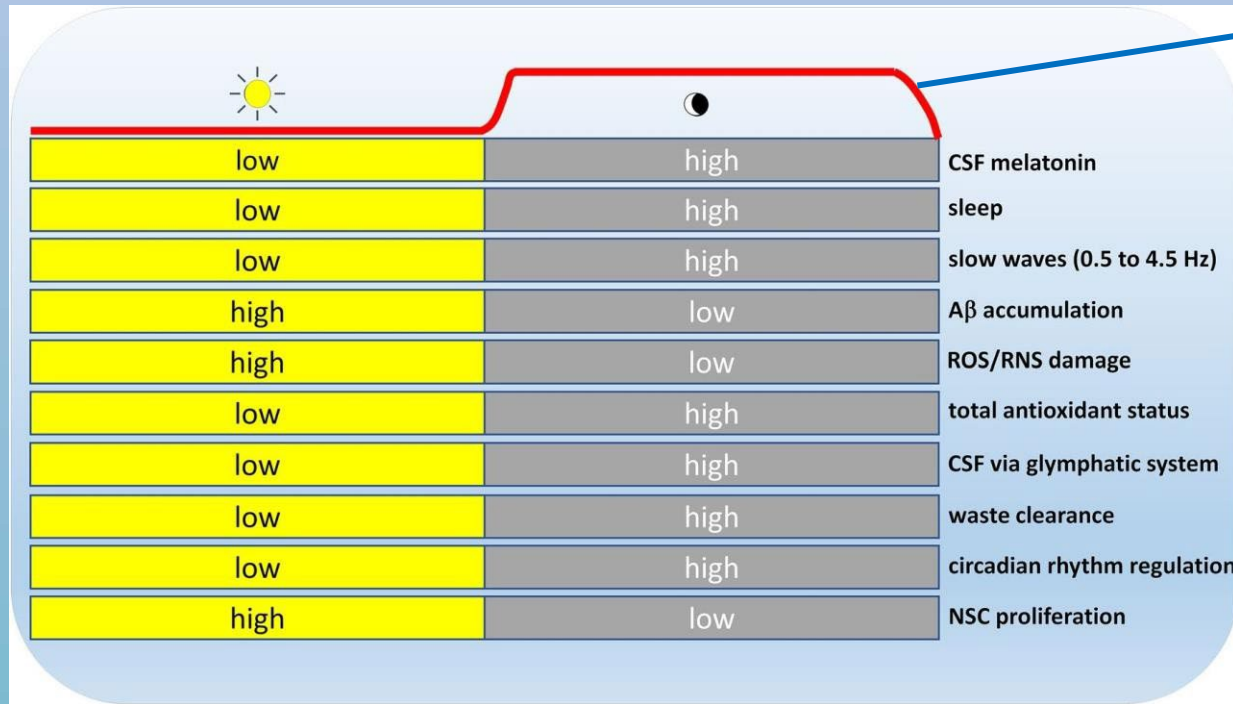 low high CSF melatonin
low high sleep
low high slow waves (0.5 to 4.5 Hz)
high low Aβ accumulation
high low ROS/RNS damage
low high total antioxidant status
low high CSF via glymphatic system
low high waste clearance
low high circadian rhythm regulation
high low NSC proliferation